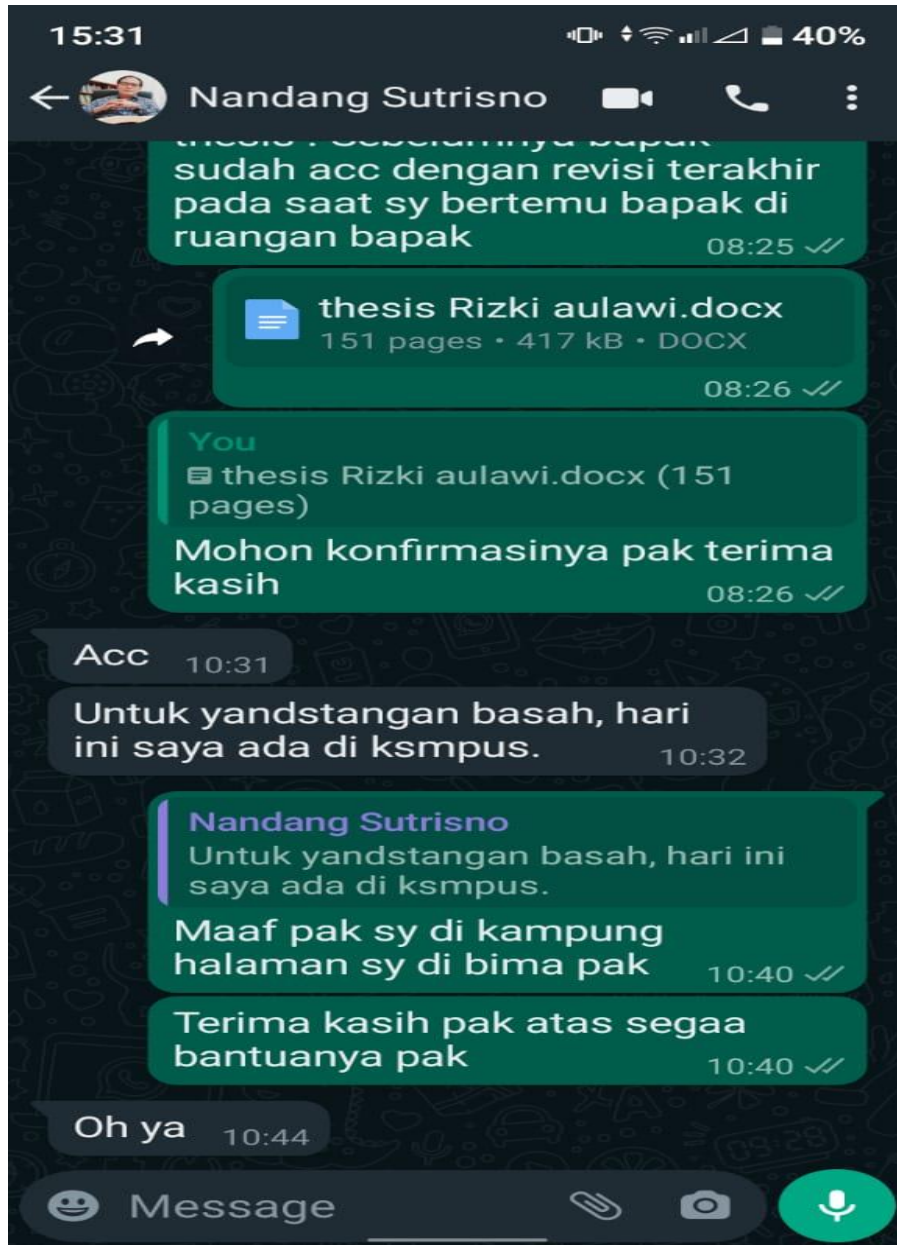 15:31
40%
Nandang Sutrisno
thesis . Sebelumnya bapak
sudah acc dengan revisi terakhir
pada saat sy bertemu bapak di
ruangan bapak
08:25
thesis Rizki aulawi.docx
151 pages • 417 kB • DOCX
08:26
You
thesis Rizki aulawi.docx (151
pages)
Mohon konfirmasinya pak terima
kasih
08:26
Acc 10:31
Untuk yandstangan basah, hari
ini saya ada di ksmpus. 10:32
Nandang Sutrisno
Untuk yandstangan basah, hari ini
saya ada di ksmpus.
Maaf pak sy di kampung
halaman sy di bima pak 10:40
Terima kasih pak atas segaa
bantuanya pak 10:40
Oh ya 10:44
Message